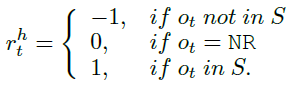 −1, if o_t not in S
r_t^h = { 0, if o_t = NR
1, if o_t in S.